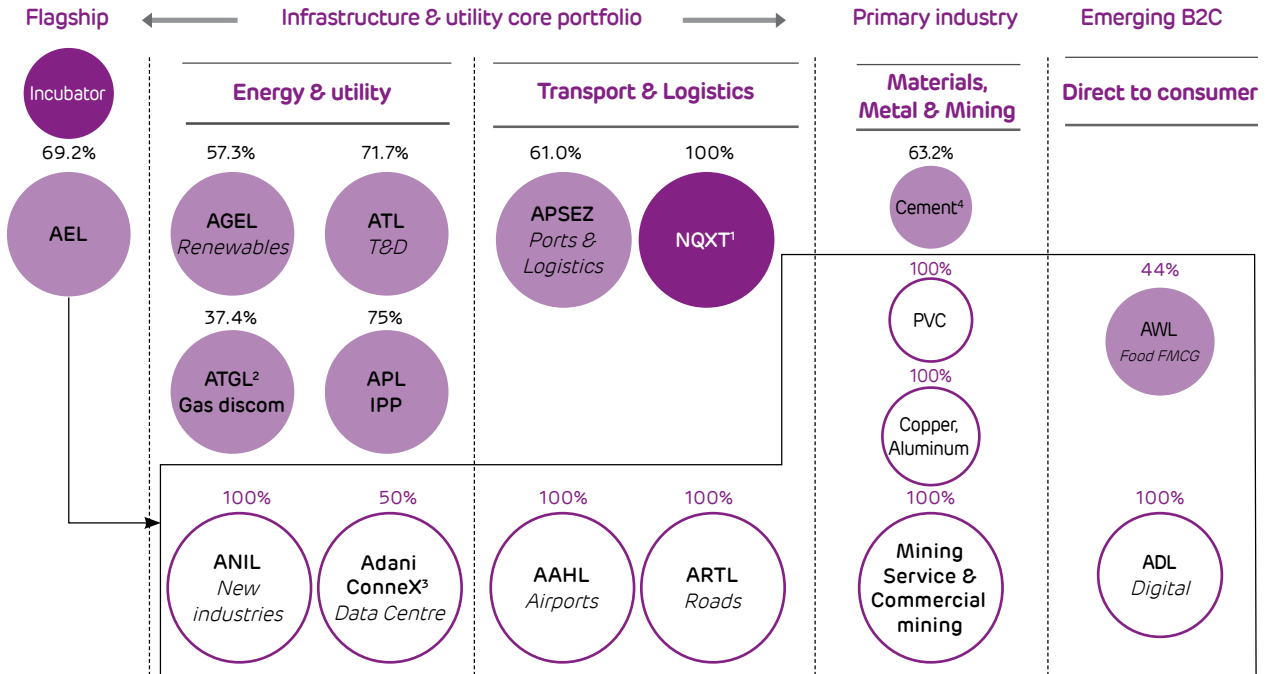 Flagship
Infrastructure & utility core portfolio
Primary industry
Emerging B2C
Incubator
Energy & utility
Transport & Logistics
Materials,
Metal & Mining
Direct to consumer
69.2%
57.3%
71.7%
61.0%
100%
63.2%
AEL
AGEL
Renewables
ATL
T&D
APSEZ
Ports &
Logistics
NQXT¹
Cement⁴
37.4%
75%
100%
44%
ATGL²
Gas discom
APL
IPP
PVC
AWL
Food FMCG
100%
Copper,
Aluminum
100%
50%
100%
100%
100%
100%
ANIL
New
industries
Adani
ConneX³
Data Centre
AAHL
Airports
ARTL
Roads
Mining
Service &
Commercial
mining
ADL
Digital